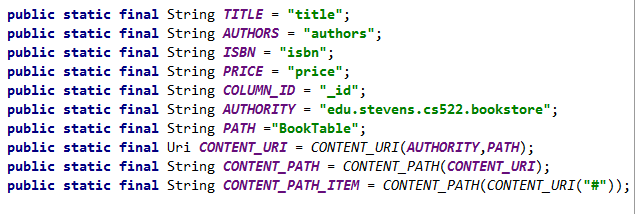 public static final String TITLE = "title";
public static final String AUTHORS = "authors";
public static final String ISBN = "isbn";
public static final String PRICE = "price";
public static final String COLUMN_ID = "_id";
public static final String AUTHORITY = "edu.stevens.cs522.bookstore";
public static final String PATH ="BookTable";
public static final Uri CONTENT_URI = CONTENT_URI(AUTHORITY,PATH);
public static final String CONTENT_PATH = CONTENT_PATH(CONTENT_URI);
public static final String CONTENT_PATH_ITEM = CONTENT_PATH(CONTENT_URI("#"));